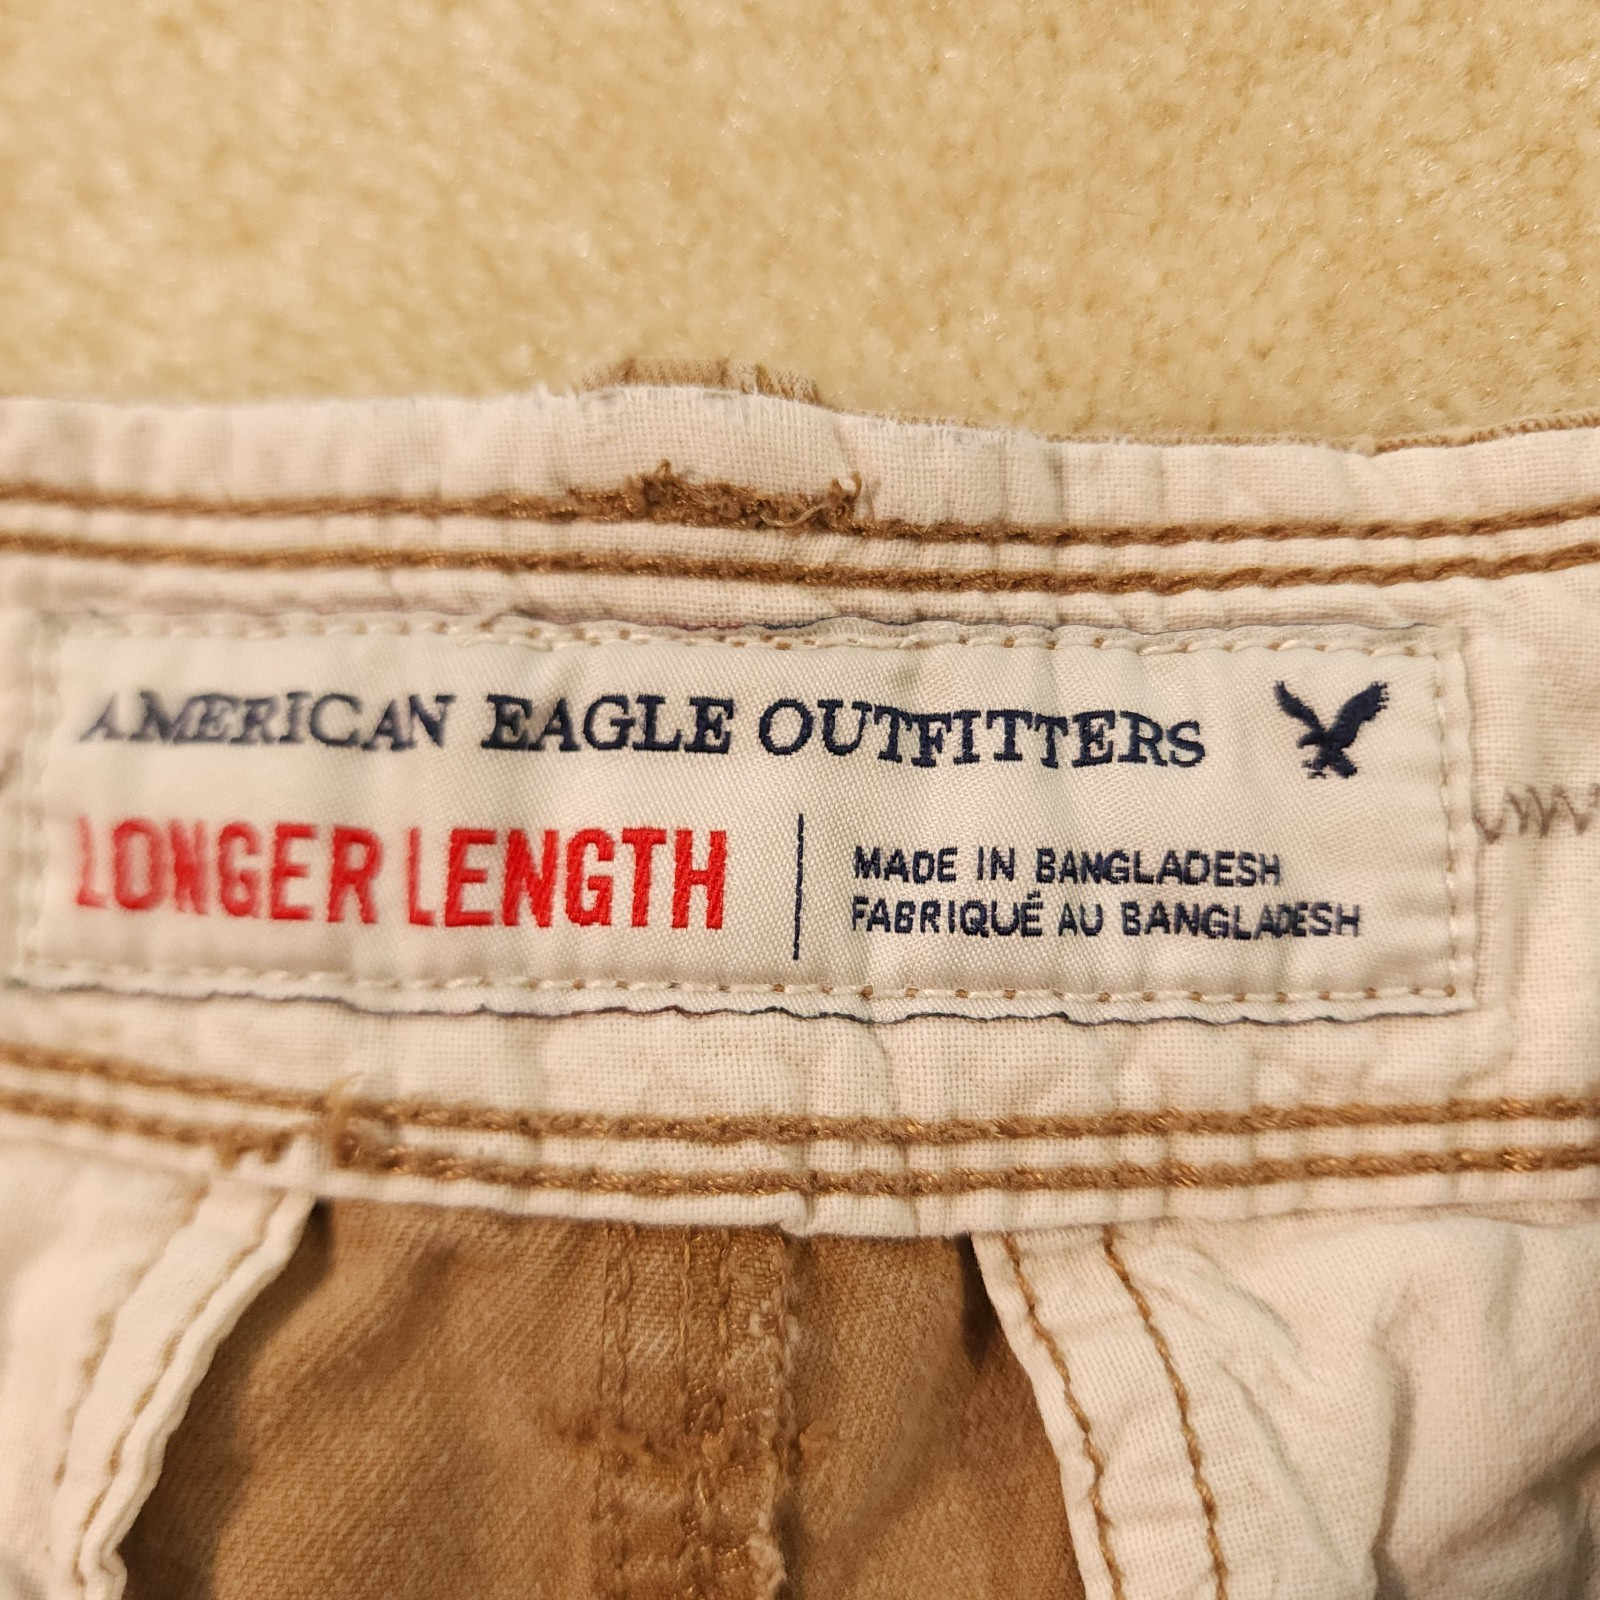 AMERICAN EAGLE OUTFITTERS
LONGER LENGTH
MADE IN BANGLADESH
FABRIQUÉ AU BANGLADESH